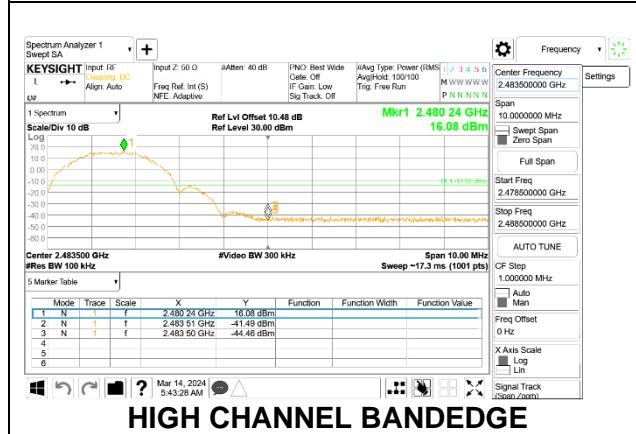 Spectrum Analyzer 1
Swept SA
Frequency
KEYSIGHT
L
Input: RF
Coupling: DC
Align: Auto
Input Z: 50 Ω
Freq Ref: Int (S)
NFE: Adaptive
#Atten: 40 dB
PNO: Best Wide
Gate: Off
IF Gain: Low
Sig Track: Off
#Avg Type: Power (RMS
Avg|Hold: 100/100
Trig: Free Run
1 2 3 4 5 6
M W W W W W
P N N N N N
1 Spectrum
Scale/Div 10 dB
Ref Lvl Offset 10.48 dB
Ref Level 30.00 dBm
Mkr1 2.480 24 GHz
16.08 dBm
Log
20.0
10.0
0.00
-10.0
-20.0
-30.0
-40.0
-50.0
-60.0
1
Center 2.483500 GHz
#Res BW 100 kHz
#Video BW 300 kHz
Span 10.00 MHz
Sweep ~17.3 ms (1001 pts)
5 Marker Table
Mode Trace Scale X Y Function Function Width Function Value
1 N 1 f 2.480 24 GHz 16.08 dBm
2 N 1 f 2.483 51 GHz -41.49 dBm
3 N 1 f 2.483 50 GHz -44.46 dBm
4
5
6
Mar 14, 2024
5:43:28 AM
Center Frequency
2.483500000 GHz
Settings
Span
10.0000000 MHz
Swept Span
Zero Span
Full Span
Start Freq
2.478500000 GHz
Stop Freq
2.488500000 GHz
AUTO TUNE
CF Step
1.000000 MHz
Auto
Man
Freq Offset
0 Hz
X Axis Scale
Log
Lin
Signal Track
(Span Zoom)
HIGH CHANNEL BANDEDGE